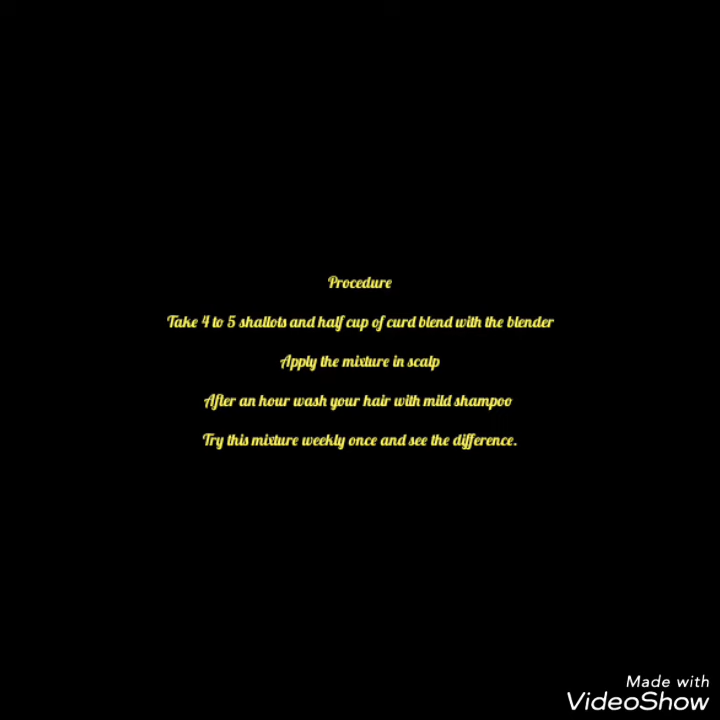 Procedure
Take 4 to 5 shallots and half cup of curd blend with the blender
Apply the mixture in scalp
After an hour wash your hair with mild shampoo
Try this mixture weekly once and see the difference.
Made with
VideoShow